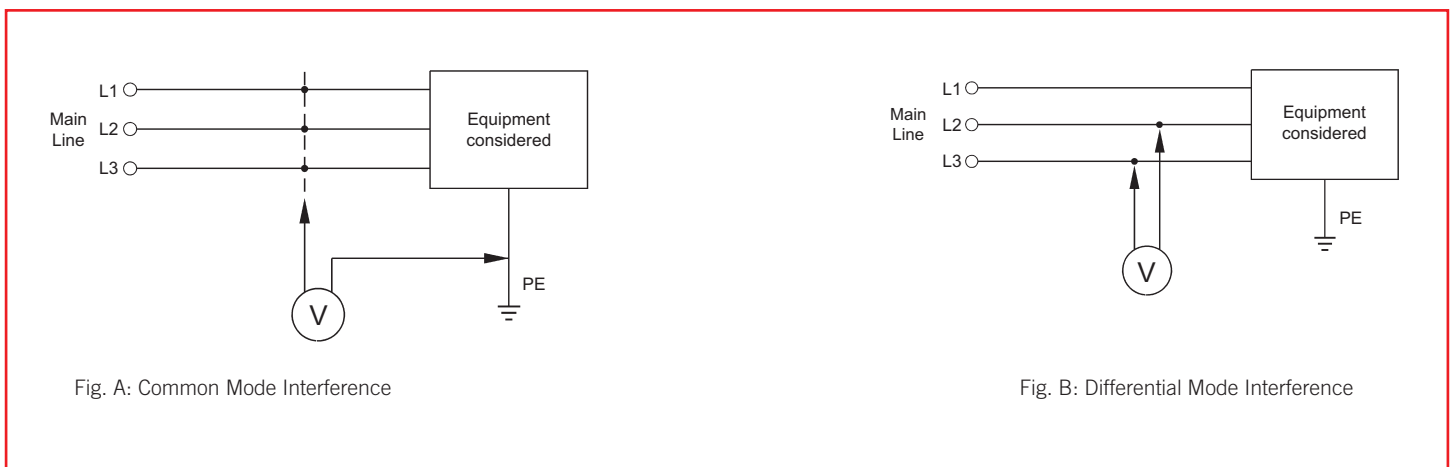 L1
Main
Line
L2
L3
Equipment
considered
PE
V
Fig. A: Common Mode Interference
L1
Main
Line
L2
L3
Equipment
considered
PE
V
Fig. B: Differential Mode Interference